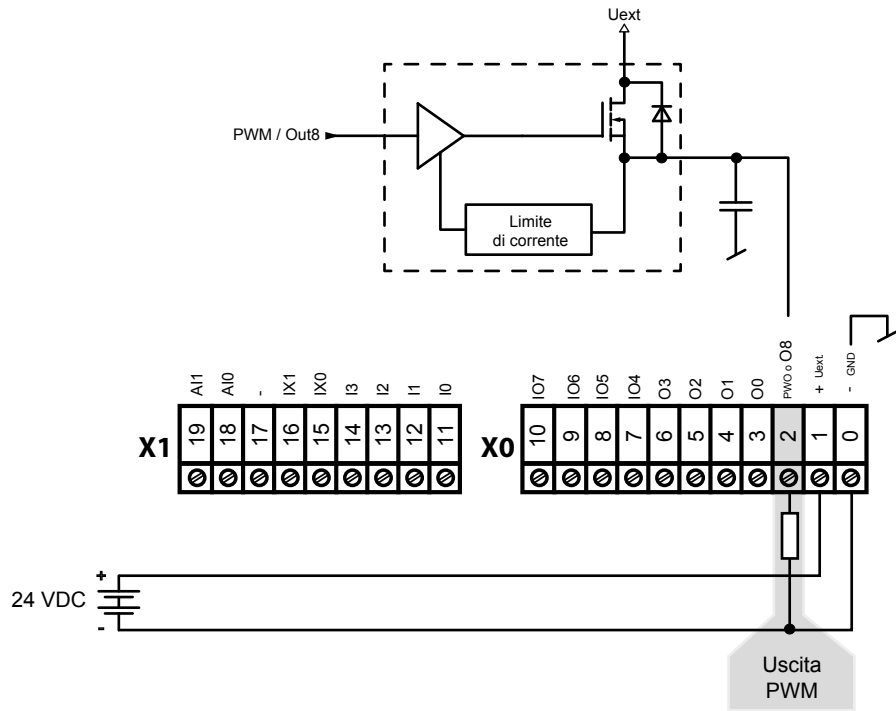 Uext
PWM / Out8
Limite
di corrente
AI1
AI0
-
IX1
IX0
I3
I2
I1
I0
IO7
IO6
IO5
IO4
O3
O2
O1
O0
PWO o O8
+ Uext.
- GND
X1
19
18
17
16
15
14
13
12
11
X0
10
9
8
7
6
5
4
3
2
1
0
+
24 VDC
-
Uscita
PWM